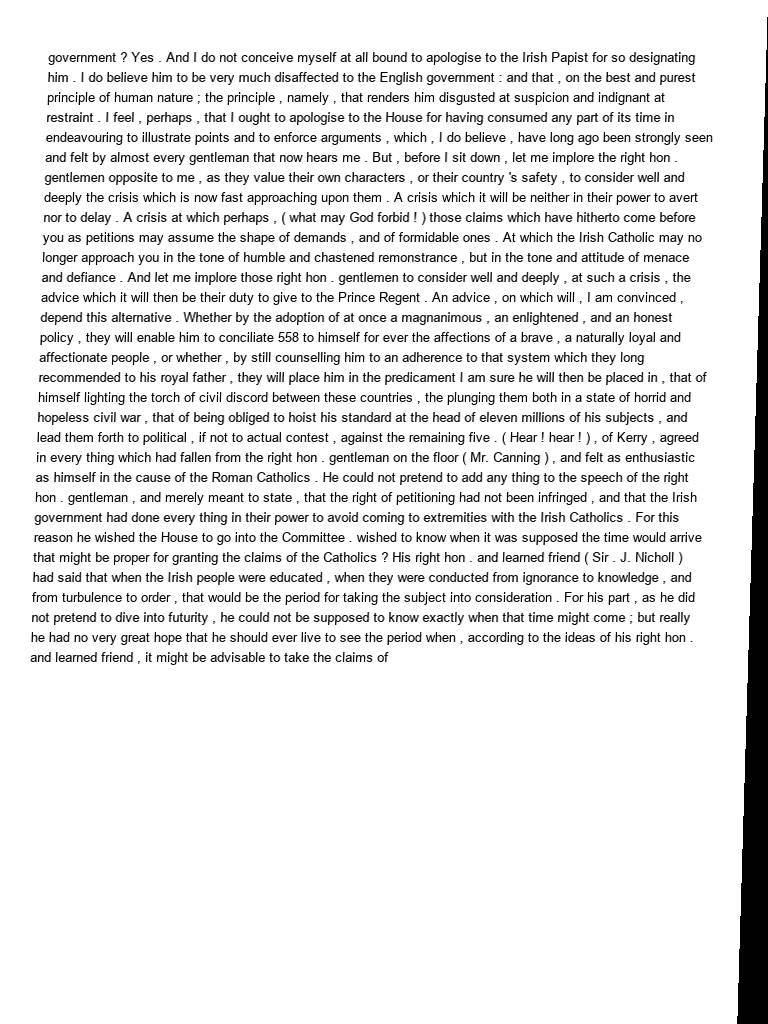 government ? Yes . And I do not conceive myself at all bound to apologise to the Irish Papist for so designating
him . I do believe him to be very much disaffected to the English government : and that , on the best and purest
principle of human nature ; the principle , namely , that renders him disgusted at suspicion and indignant at
restraint . I feel , perhaps , that I ought to apologise to the House for having consumed any part of its time in
endeavouring to illustrate points and to enforce arguments , which , I do believe , have long ago been strongly seen
and felt by almost every gentleman that now hears me . But , before I sit down , let me implore the right hon .
gentlemen opposite to me , as they value their own characters , or their country 's safety , to consider well and
deeply the crisis which is now fast approaching upon them . A crisis which it will be neither in their power to avert
nor to delay . A crisis at which perhaps , ( what may God forbid ! ) those claims which have hitherto come before
you as petitions may assume the shape of demands , and of formidable ones . At which the Irish Catholic may no
longer approach you in the tone of humble and chastened remonstrance , but in the tone and attitude of menace
and defiance . And let me implore those right hon . gentlemen to consider well and deeply , at such a crisis , the
advice which it will then be their duty to give to the Prince Regent . An advice , on which will , I am convinced ,
depend this alternative . Whether by the adoption of at once a magnanimous , an enlightened , and an honest
policy , they will enable him to conciliate 558 to himself for ever the affections of a brave , a naturally loyal and
affectionate people , or whether , by still counselling him to an adherence to that system which they long
recommended to his royal father , they will place him in the predicament I am sure he will then be placed in , that of
himself lighting the torch of civil discord between these countries , the plunging them both in a state of horrid and
hopeless civil war , that of being obliged to hoist his standard at the head of eleven millions of his subjects , and
lead them forth to political , if not to actual contest , against the remaining five . ( Hear ! hear ! ) , of Kerry , agreed
in every thing which had fallen from the right hon . gentleman on the floor ( Mr. Canning ) , and felt as enthusiastic
as himself in the cause of the Roman Catholics . He could not pretend to add any thing to the speech of the right
hon . gentleman , and merely meant to state , that the right of petitioning had not been infringed , and that the Irish
government had done every thing in their power to avoid coming to extremities with the Irish Catholics . For this
reason he wished the House to go into the Committee . wished to know when it was supposed the time would arrive
that might be proper for granting the claims of the Catholics ? His right hon . and learned friend ( Sir . J. Nicholl )
had said that when the Irish people were educated , when they were conducted from ignorance to knowledge , and
from turbulence to order , that would be the period for taking the subject into consideration . For his part , as he did
not pretend to dive into futurity , he could not be supposed to know exactly when that time might come ; but really
he had no very great hope that he should ever live to see the period when , according to the ideas of his right hon .
and learned friend , it might be advisable to take the claims of